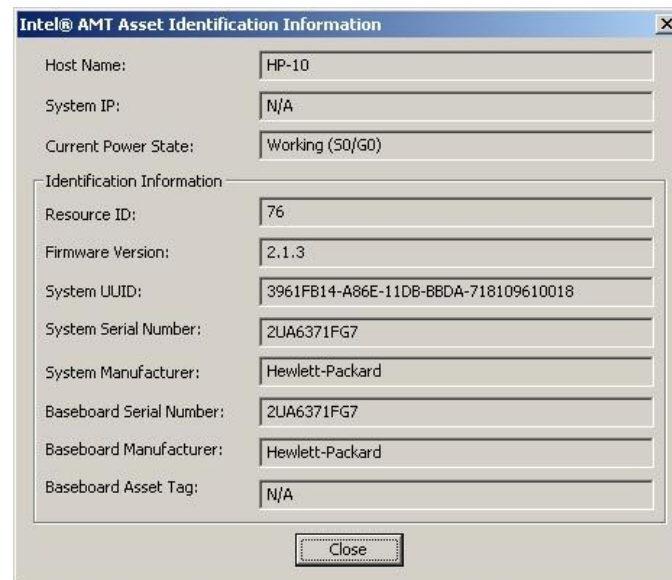 Intel® AMT Asset Identification Information
Host Name: HP-10
System IP: N/A
Current Power State: Working (S0/G0)
Identification Information
Resource ID: 76
Firmware Version: 2.1.3
System UUID: 3961FB14-A86E-11DB-BBDA-718109610018
System Serial Number: 2UA6371FG7
System Manufacturer: Hewlett-Packard
Baseboard Serial Number: 2UA6371FG7
Baseboard Manufacturer: Hewlett-Packard
Baseboard Asset Tag: N/A
Close